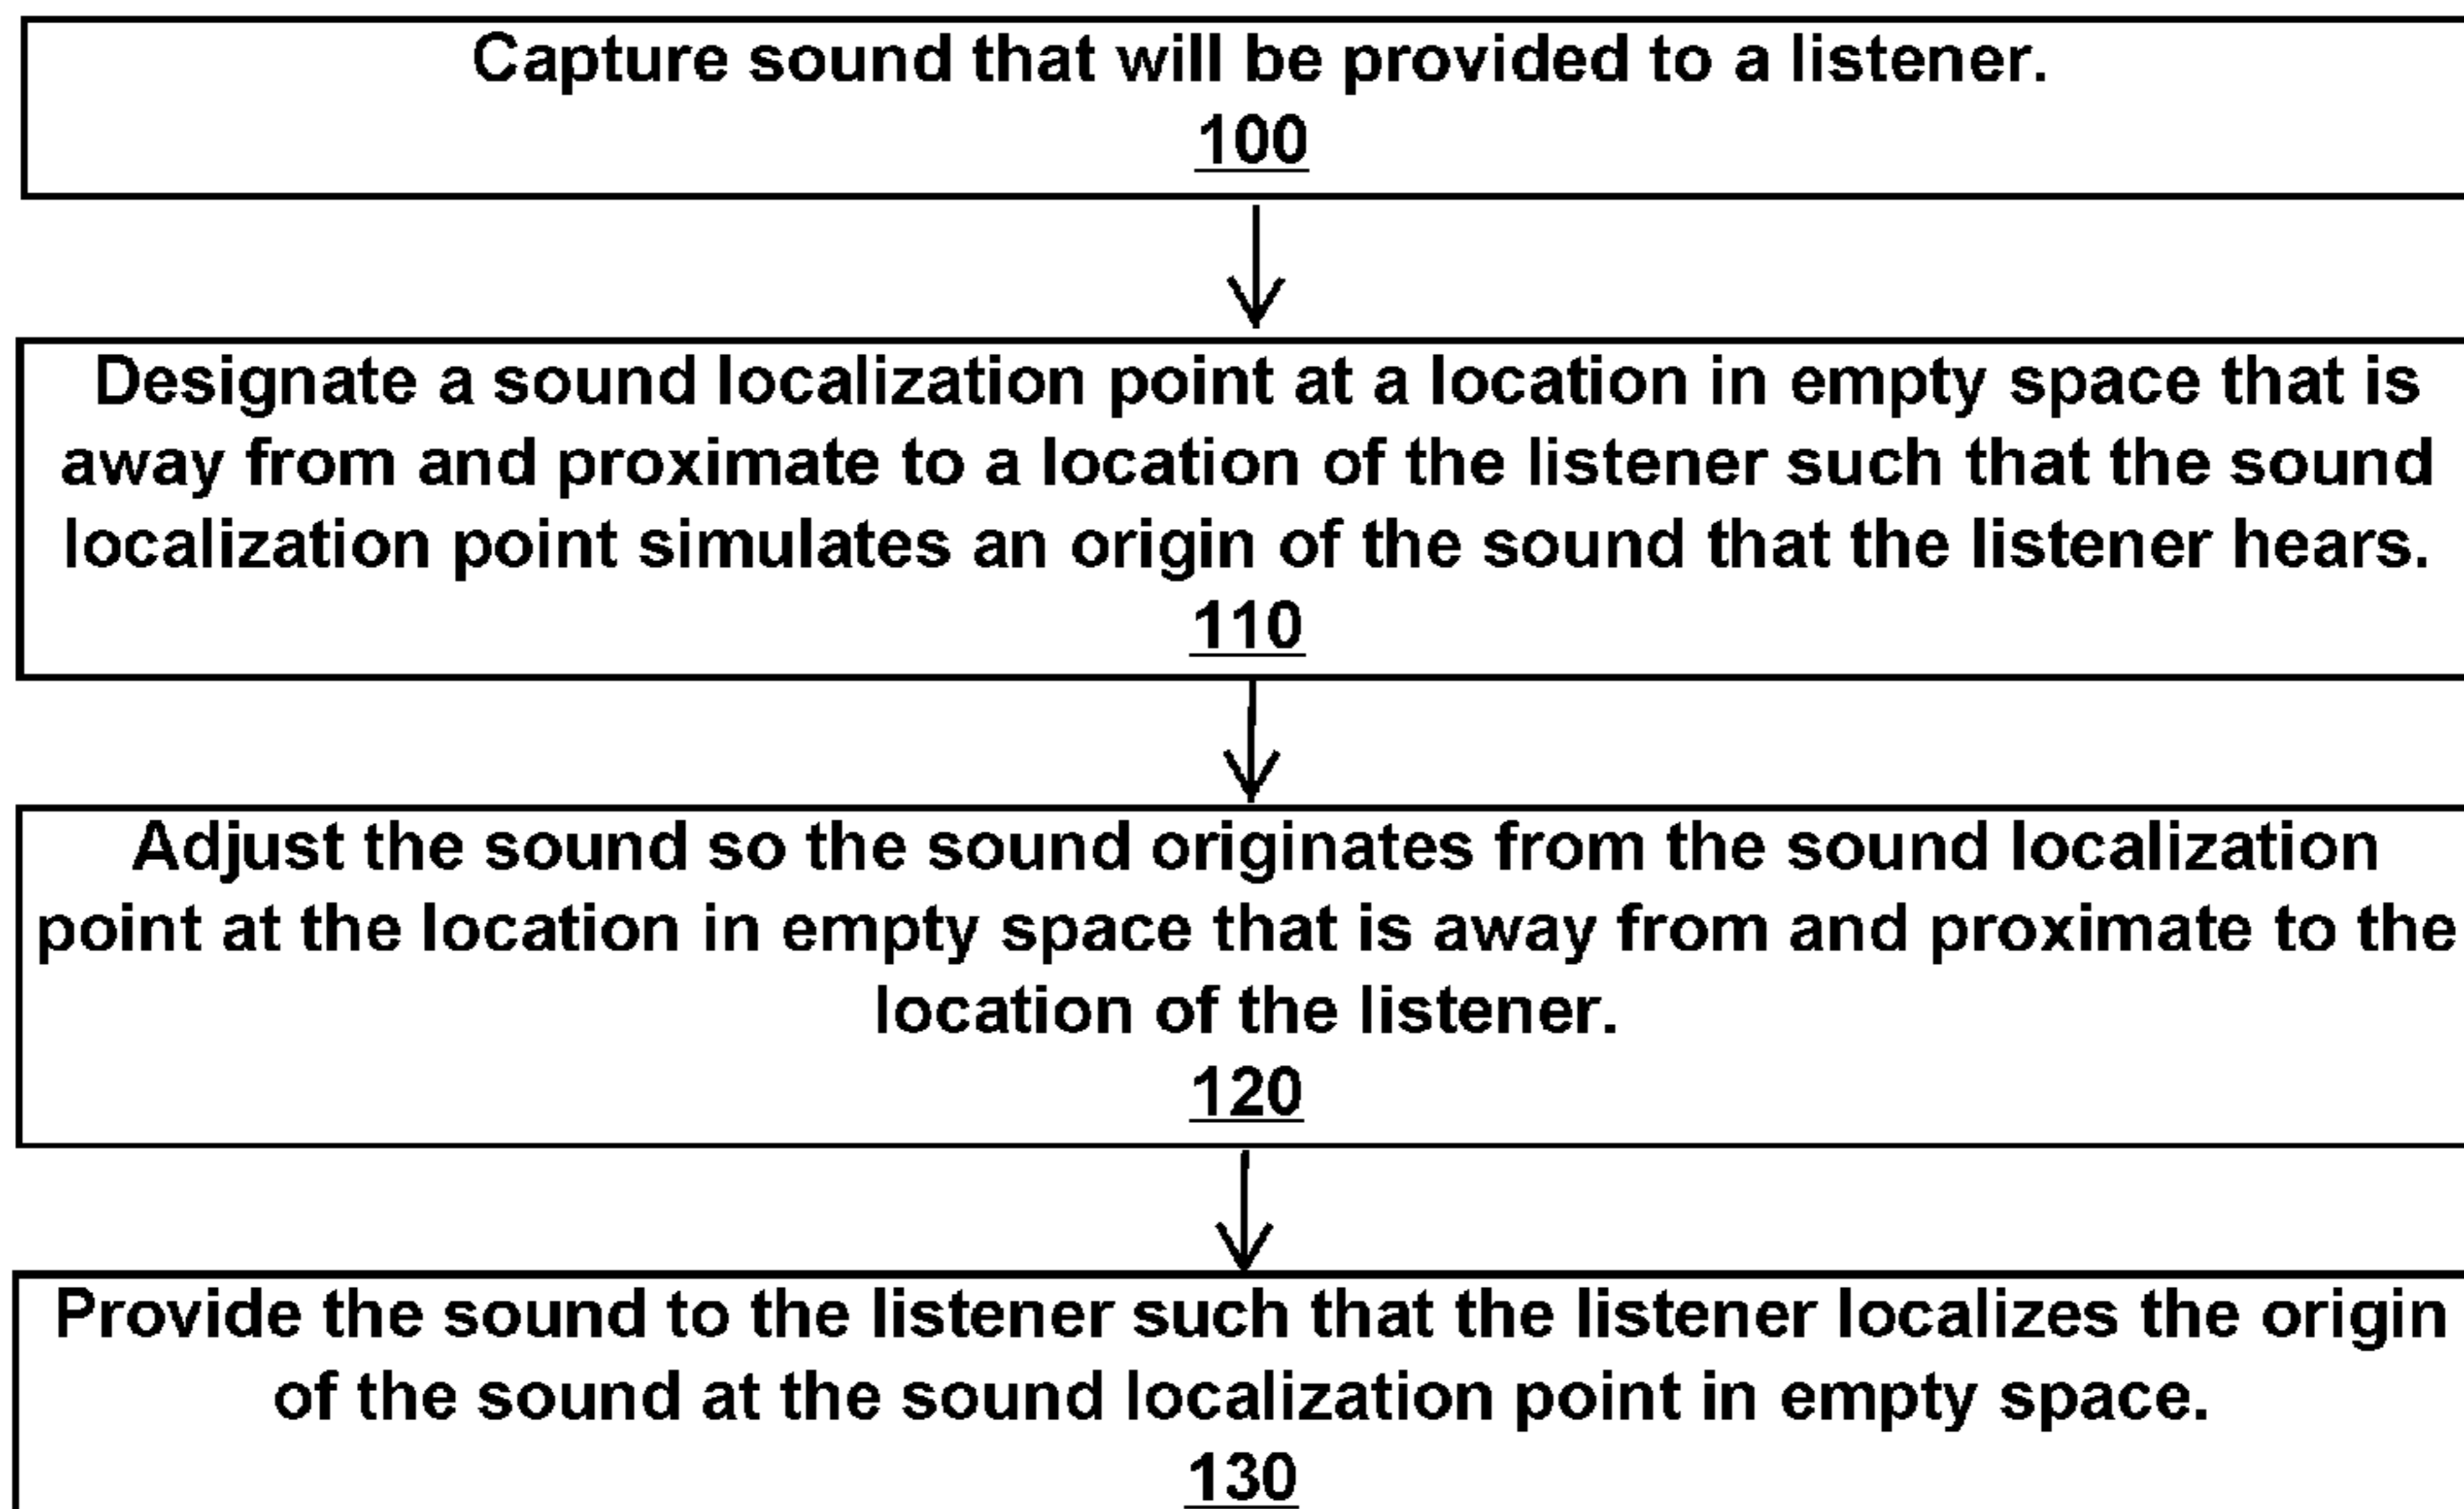 Capture sound that will be provided to a listener.
100
Designate a sound localization point at a location in empty space that is
away from and proximate to a location of the listener such that the sound
localization point simulates an origin of the sound that the listener hears.
110
Adjust the sound so the sound originates from the sound localization
point at the location in empty space that is away from and proximate to the
location of the listener.
120
Provide the sound to the listener such that the listener localizes the origin
of the sound at the sound localization point in empty space.
130